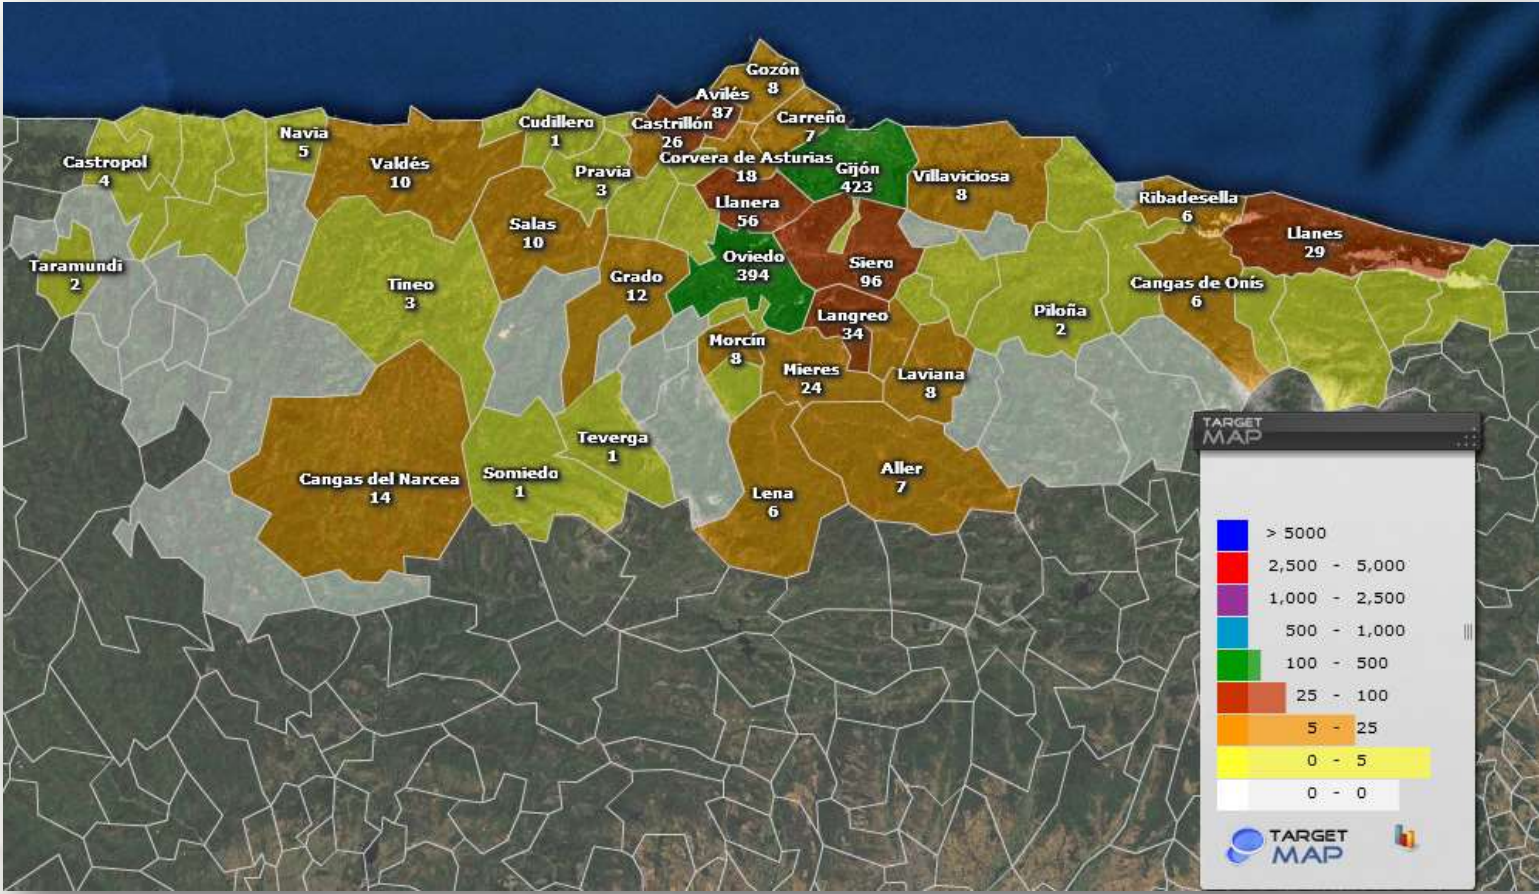 Gozón
8
Avilés
87
Castrillón
26
Carreño
7
Cudillero
1
Navia
5
Castropol
4
Valdés
10
Pravia
3
Corvera de Asturias
18
Gijón
423
Villaviciosa
8
Ribadesella
6
Llanera
56
Salas
10
Llanes
29
Taramundi
2
Tineo
3
Grado
12
Oviedo
394
Siero
96
Cangas de Onís
6
Piloña
2
Langreo
34
Morcín
8
Mieres
24
Laviana
8
Teverga
1
Cangas del Narcea
14
Somiedo
1
Lena
6
Aller
7
TARGET
MAP
> 5000
2,500 - 5,000
1,000 - 2,500
500 - 1,000
100 - 500
25 - 100
5 - 25
0 - 5
0 - 0
TARGET
MAP